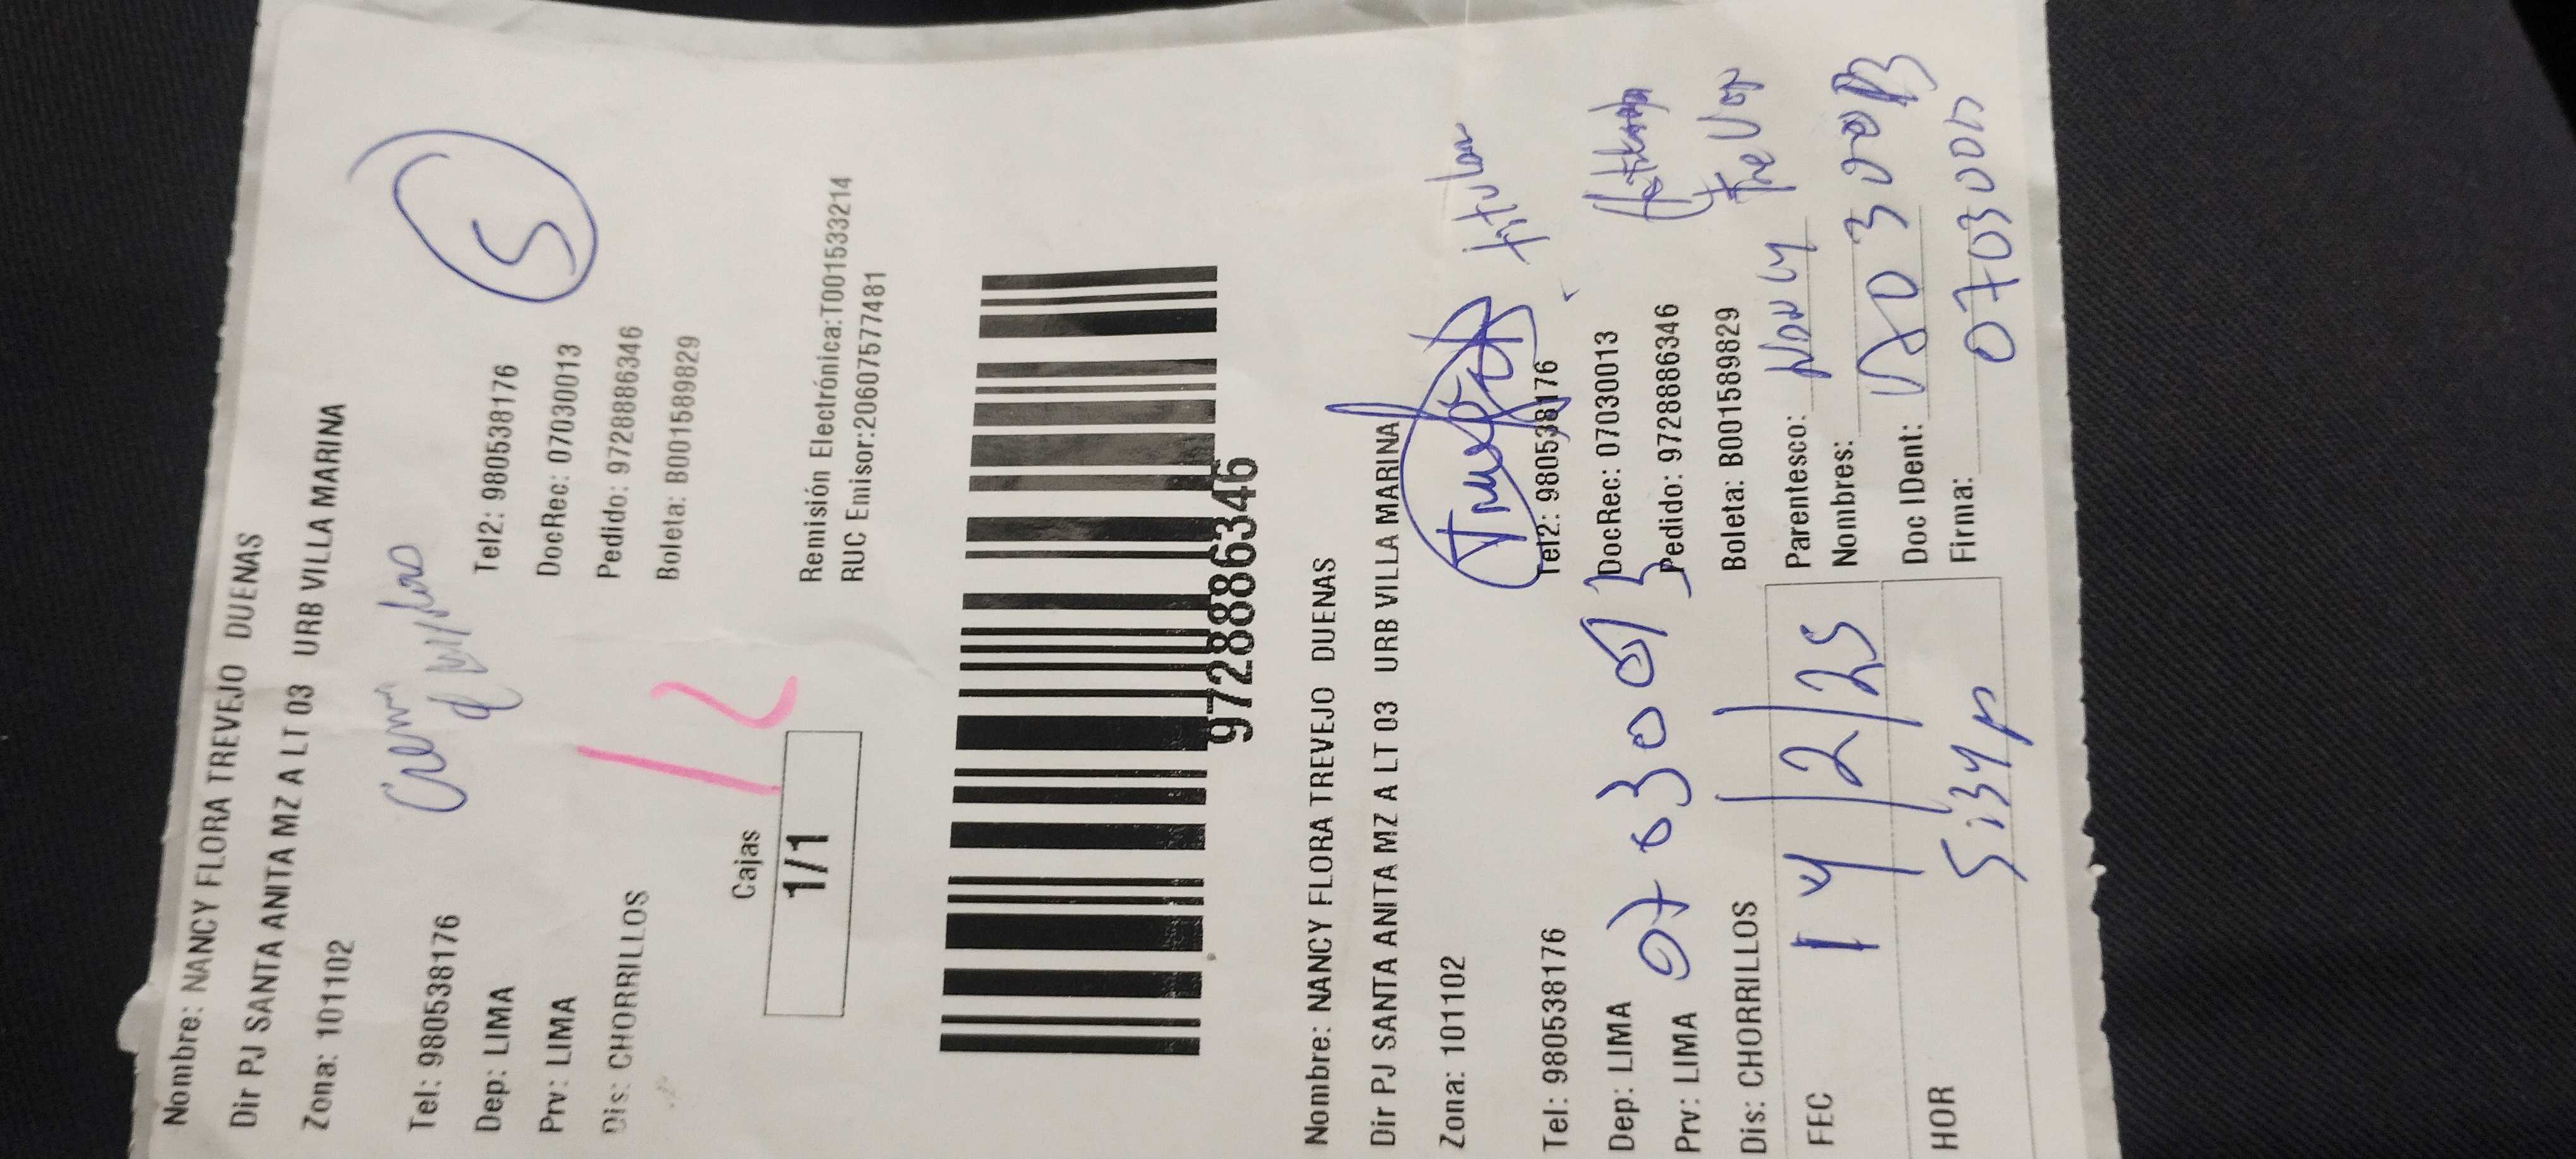 Nombre: NANCY FLORA TREVEJO DUENAS
Dir PJ SANTA ANITA MZ A LT 03 URB VILLA MARINA
Zona: 101102
Tel: 980538176 Tel2: 980538176
Dep: LIMA DocRec: 07030013
Prv: LIMA Pedido: 9728886346
Dis: CHORRILLOS Boleta: B001589829
S
12
Cajas
1/1
Remisión Electrónica:T001533214
RUC Emisor:20607577481
9728886346
Nombre: NANCY FLORA TREVEJO DUENAS
Dir PJ SANTA ANITA MZ A LT 03 URB VILLA MARINA
Zona: 101102
titular
Tel: 980538176 Tel2: 980538176
Dep: LIMA DocRec: 07030013
Prv: LIMA 07030013 Pedido: 9728886346
Dis: CHORRILLOS Boleta: B001589829
FEC 14/2/25 Parentesco: Nancy
Nombres:
HOR 5:34 p Doc IDent:
Firma: 070300